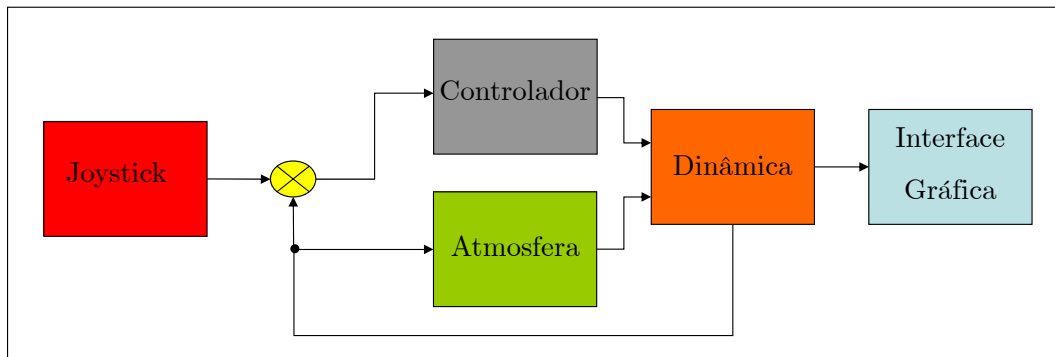 Joystick
Controlador
Atmosfera
Dinâmica
Interface
Gráfica